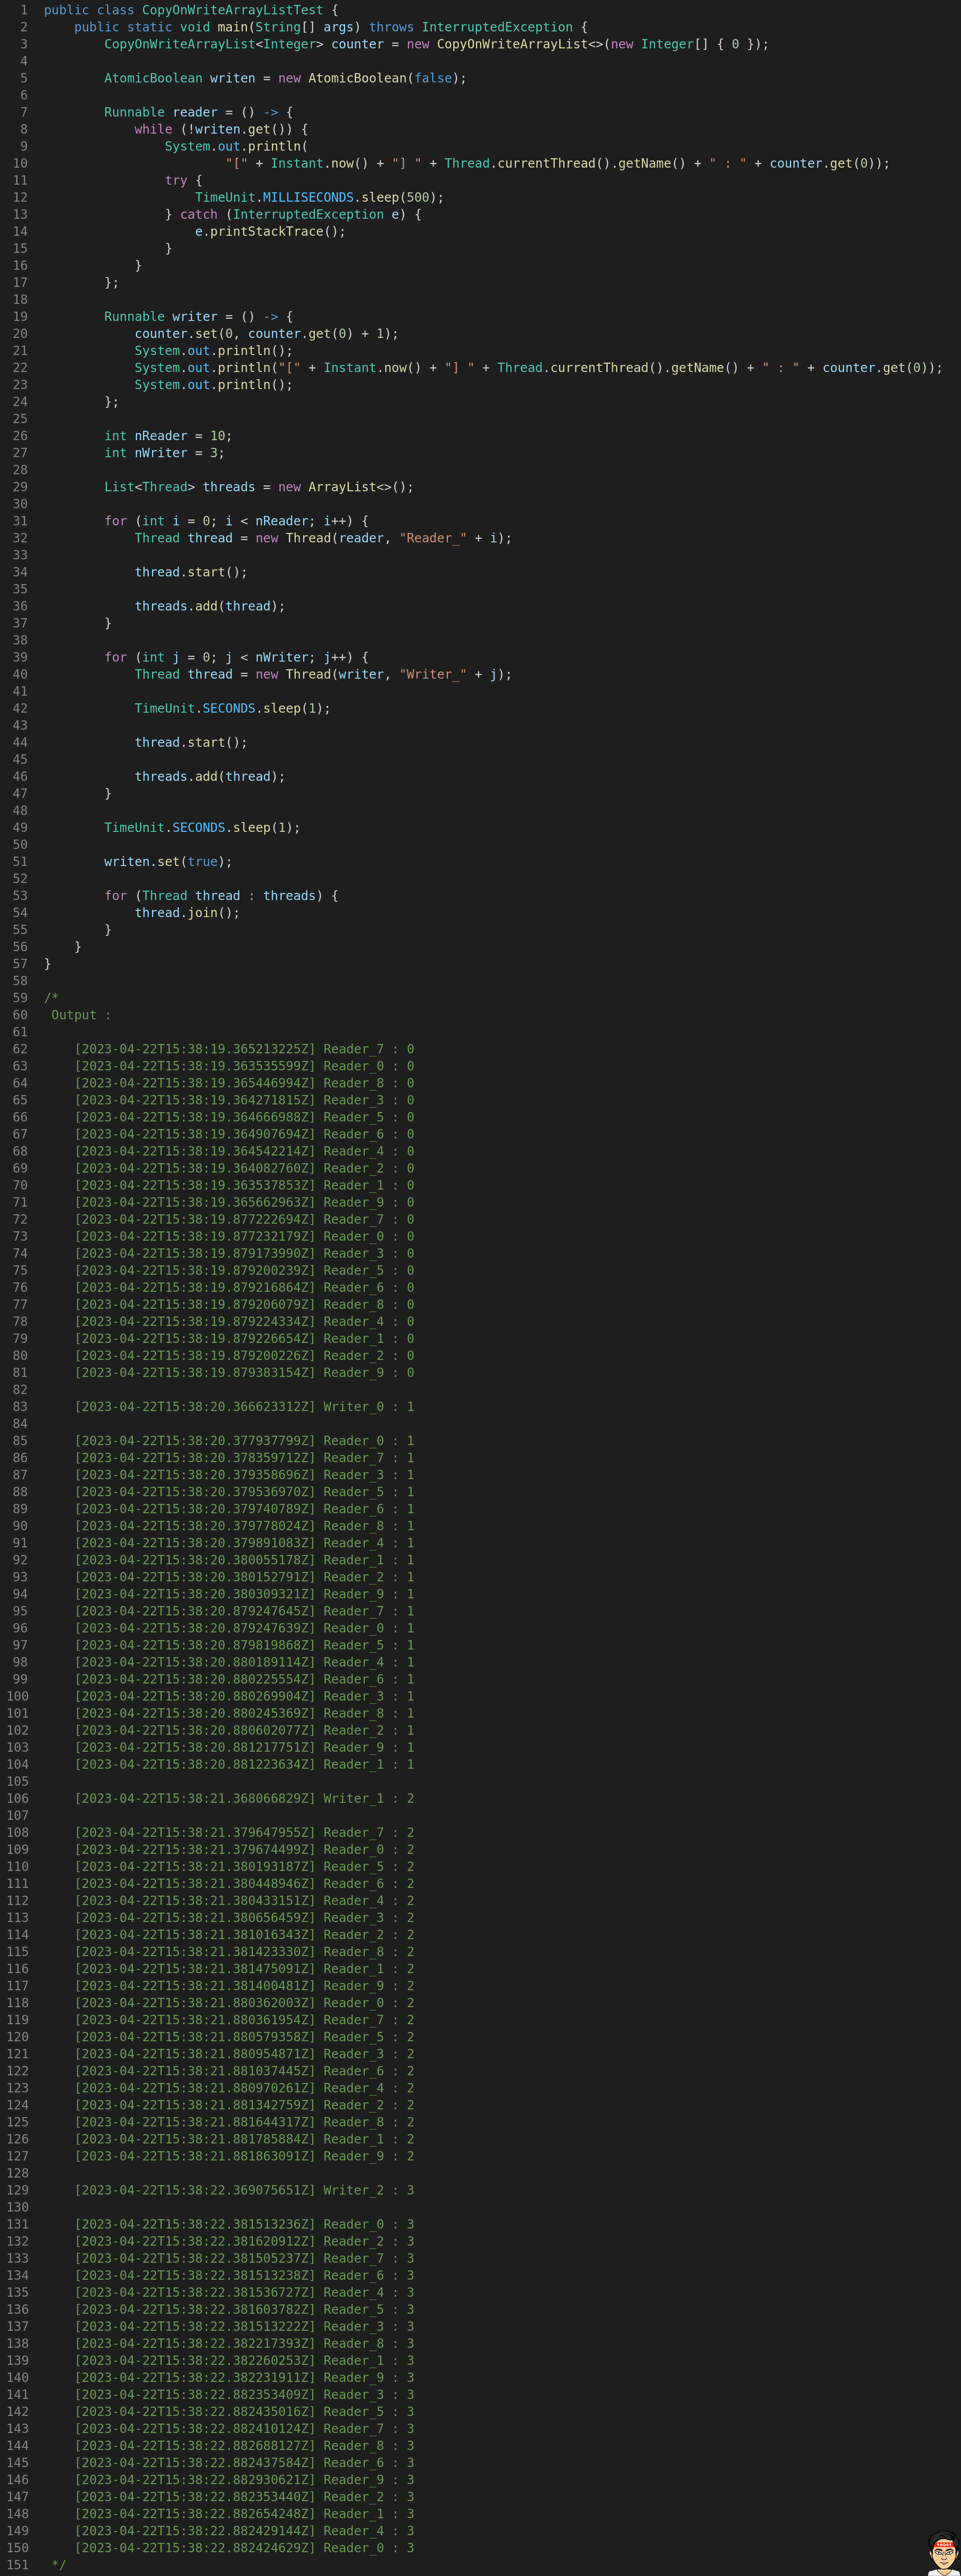 1 public class CopyOnWriteArrayListTest {
2     public static void main(String[] args) throws InterruptedException {
3         CopyOnWriteArrayList<Integer> counter = new CopyOnWriteArrayList<>(new Integer[] { 0 });
4
5         AtomicBoolean writen = new AtomicBoolean(false);
6
7         Runnable reader = () -> {
8             while (!writen.get()) {
9                 System.out.println(
10                         "[" + Instant.now() + "] " + Thread.currentThread().getName() + " : " + counter.get(0));
11                 try {
12                     TimeUnit.MILLISECONDS.sleep(500);
13                 } catch (InterruptedException e) {
14                     e.printStackTrace();
15                 }
16             }
17         };
18
19         Runnable writer = () -> {
20             counter.set(0, counter.get(0) + 1);
21             System.out.println();
22             System.out.println("[" + Instant.now() + "] " + Thread.currentThread().getName() + " : " + counter.get(0));
23             System.out.println();
24         };
25
26         int nReader = 10;
27         int nWriter = 3;
28
29         List<Thread> threads = new ArrayList<>();
30
31         for (int i = 0; i < nReader; i++) {
32             Thread thread = new Thread(reader, "Reader_" + i);
33
34             thread.start();
35
36             threads.add(thread);
37         }
38
39         for (int j = 0; j < nWriter; j++) {
40             Thread thread = new Thread(writer, "Writer_" + j);
41
42             TimeUnit.SECONDS.sleep(1);
43
44             thread.start();
45
46             threads.add(thread);
47         }
48
49         TimeUnit.SECONDS.sleep(1);
50
51         writen.set(true);
52
53         for (Thread thread : threads) {
54             thread.join();
55         }
56     }
57 }
58
59 /*
60  Output :
61
62     [2023-04-22T15:38:19.365213225Z] Reader_7 : 0
63     [2023-04-22T15:38:19.363535599Z] Reader_0 : 0
64     [2023-04-22T15:38:19.365446994Z] Reader_8 : 0
65     [2023-04-22T15:38:19.364271815Z] Reader_3 : 0
66     [2023-04-22T15:38:19.364666988Z] Reader_5 : 0
67     [2023-04-22T15:38:19.364907694Z] Reader_6 : 0
68     [2023-04-22T15:38:19.364542214Z] Reader_4 : 0
69     [2023-04-22T15:38:19.364082760Z] Reader_2 : 0
70     [2023-04-22T15:38:19.363537853Z] Reader_1 : 0
71     [2023-04-22T15:38:19.365662963Z] Reader_9 : 0
72     [2023-04-22T15:38:19.877222694Z] Reader_7 : 0
73     [2023-04-22T15:38:19.877232179Z] Reader_0 : 0
74     [2023-04-22T15:38:19.879173990Z] Reader_3 : 0
75     [2023-04-22T15:38:19.879200239Z] Reader_5 : 0
76     [2023-04-22T15:38:19.879216864Z] Reader_6 : 0
77     [2023-04-22T15:38:19.879206079Z] Reader_8 : 0
78     [2023-04-22T15:38:19.879224334Z] Reader_4 : 0
79     [2023-04-22T15:38:19.879226654Z] Reader_1 : 0
80     [2023-04-22T15:38:19.879200226Z] Reader_2 : 0
81     [2023-04-22T15:38:19.879383154Z] Reader_9 : 0
82
83     [2023-04-22T15:38:20.366623312Z] Writer_0 : 1
84
85     [2023-04-22T15:38:20.377937799Z] Reader_0 : 1
86     [2023-04-22T15:38:20.378359712Z] Reader_7 : 1
87     [2023-04-22T15:38:20.379358696Z] Reader_3 : 1
88     [2023-04-22T15:38:20.379536970Z] Reader_5 : 1
89     [2023-04-22T15:38:20.379740789Z] Reader_6 : 1
90     [2023-04-22T15:38:20.379778024Z] Reader_8 : 1
91     [2023-04-22T15:38:20.379891083Z] Reader_4 : 1
92     [2023-04-22T15:38:20.380055178Z] Reader_1 : 1
93     [2023-04-22T15:38:20.380152791Z] Reader_2 : 1
94     [2023-04-22T15:38:20.380309321Z] Reader_9 : 1
95     [2023-04-22T15:38:20.879247645Z] Reader_7 : 1
96     [2023-04-22T15:38:20.879247639Z] Reader_0 : 1
97     [2023-04-22T15:38:20.879819868Z] Reader_5 : 1
98     [2023-04-22T15:38:20.880189114Z] Reader_4 : 1
99     [2023-04-22T15:38:20.880225554Z] Reader_6 : 1
100     [2023-04-22T15:38:20.880269904Z] Reader_3 : 1
101     [2023-04-22T15:38:20.880245369Z] Reader_8 : 1
102     [2023-04-22T15:38:20.880602077Z] Reader_2 : 1
103     [2023-04-22T15:38:20.881217751Z] Reader_9 : 1
104     [2023-04-22T15:38:20.881223634Z] Reader_1 : 1
105
106     [2023-04-22T15:38:21.368066829Z] Writer_1 : 2
107
108     [2023-04-22T15:38:21.379647955Z] Reader_7 : 2
109     [2023-04-22T15:38:21.379674499Z] Reader_0 : 2
110     [2023-04-22T15:38:21.380193187Z] Reader_5 : 2
111     [2023-04-22T15:38:21.380448946Z] Reader_6 : 2
112     [2023-04-22T15:38:21.380433151Z] Reader_4 : 2
113     [2023-04-22T15:38:21.380656459Z] Reader_3 : 2
114     [2023-04-22T15:38:21.381016343Z] Reader_2 : 2
115     [2023-04-22T15:38:21.381423330Z] Reader_8 : 2
116     [2023-04-22T15:38:21.381475091Z] Reader_1 : 2
117     [2023-04-22T15:38:21.381400481Z] Reader_9 : 2
118     [2023-04-22T15:38:21.880362003Z] Reader_0 : 2
119     [2023-04-22T15:38:21.880361954Z] Reader_7 : 2
120     [2023-04-22T15:38:21.880579358Z] Reader_5 : 2
121     [2023-04-22T15:38:21.880954871Z] Reader_3 : 2
122     [2023-04-22T15:38:21.881037445Z] Reader_6 : 2
123     [2023-04-22T15:38:21.880970261Z] Reader_4 : 2
124     [2023-04-22T15:38:21.881342759Z] Reader_2 : 2
125     [2023-04-22T15:38:21.881644317Z] Reader_8 : 2
126     [2023-04-22T15:38:21.881785884Z] Reader_1 : 2
127     [2023-04-22T15:38:21.881863091Z] Reader_9 : 2
128
129     [2023-04-22T15:38:22.369075651Z] Writer_2 : 3
130
131     [2023-04-22T15:38:22.381513236Z] Reader_0 : 3
132     [2023-04-22T15:38:22.381620912Z] Reader_2 : 3
133     [2023-04-22T15:38:22.381505237Z] Reader_7 : 3
134     [2023-04-22T15:38:22.381513238Z] Reader_6 : 3
135     [2023-04-22T15:38:22.381536727Z] Reader_4 : 3
136     [2023-04-22T15:38:22.381603782Z] Reader_5 : 3
137     [2023-04-22T15:38:22.381513222Z] Reader_3 : 3
138     [2023-04-22T15:38:22.382217393Z] Reader_8 : 3
139     [2023-04-22T15:38:22.382260253Z] Reader_1 : 3
140     [2023-04-22T15:38:22.382231911Z] Reader_9 : 3
141     [2023-04-22T15:38:22.882353409Z] Reader_3 : 3
142     [2023-04-22T15:38:22.882435016Z] Reader_5 : 3
143     [2023-04-22T15:38:22.882410124Z] Reader_7 : 3
144     [2023-04-22T15:38:22.882688127Z] Reader_8 : 3
145     [2023-04-22T15:38:22.882437584Z] Reader_6 : 3
146     [2023-04-22T15:38:22.882930621Z] Reader_9 : 3
147     [2023-04-22T15:38:22.882353440Z] Reader_2 : 3
148     [2023-04-22T15:38:22.882654248Z] Reader_1 : 3
149     [2023-04-22T15:38:22.882429144Z] Reader_4 : 3
150     [2023-04-22T15:38:22.882424629Z] Reader_0 : 3
151  */